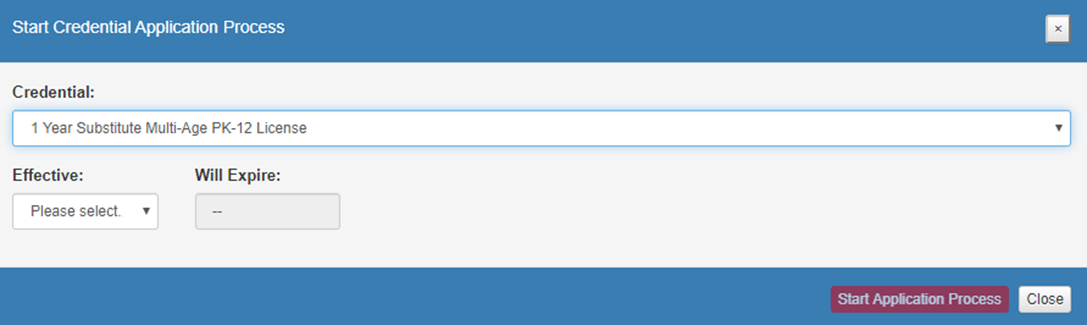 Start Credential Application Process
×
Credential:
1 Year Substitute Multi-Age PK-12 License
Effective: Will Expire:
Please select. --
Start Application Process Close